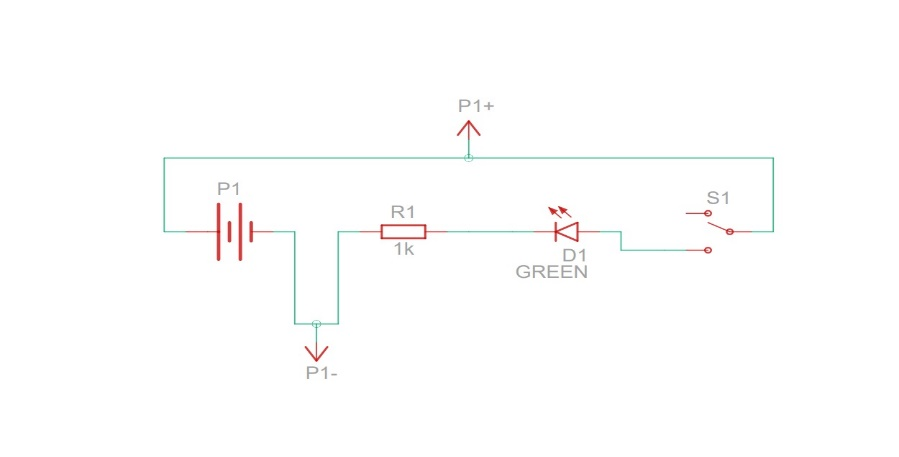 P1+
P1
S1
R1
1k
D1
GREEN
P1-